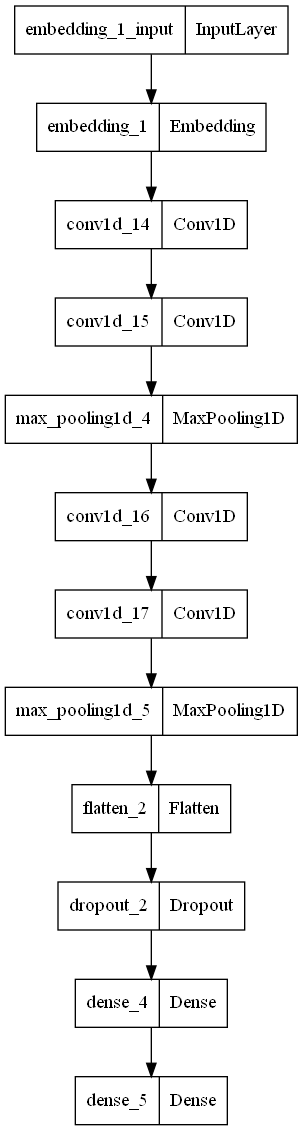 embedding_1_input InputLayer
embedding_1 Embedding
conv1d_14 Conv1D
conv1d_15 Conv1D
max_pooling1d_4 MaxPooling1D
conv1d_16 Conv1D
conv1d_17 Conv1D
max_pooling1d_5 MaxPooling1D
flatten_2 Flatten
dropout_2 Dropout
dense_4 Dense
dense_5 Dense